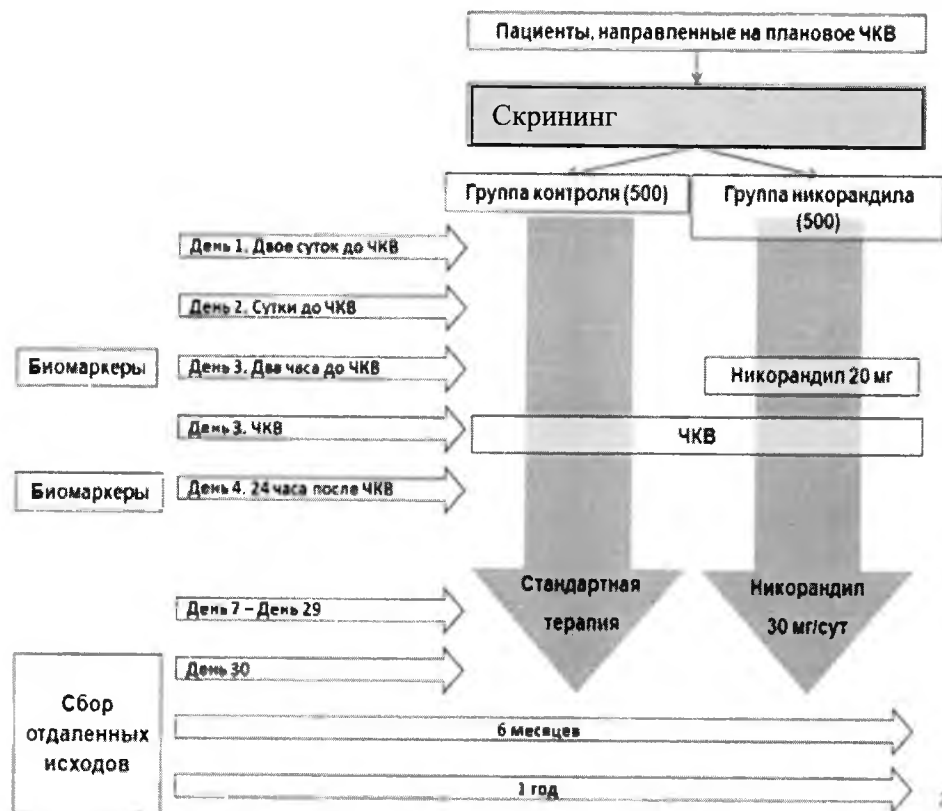 Пациенты, направленные на плановое ЧКВ
Скрининг
Группа контроля (500)
Группа никорандила
(500)
День 1. Двое суток до ЧКВ
День 2. Сутки до ЧКВ
Биомаркеры
День 3. Два часа до ЧКВ
Никорандил 20 мг
День 3. ЧКВ
ЧКВ
Биомаркеры
День 4. 24 часа после ЧКВ
Стандартная
терапия
Никорандил
30 мг/сут
День 7 – День 29
День 30
Сбор
отдаленных
исходов
6 месяцев
1 год